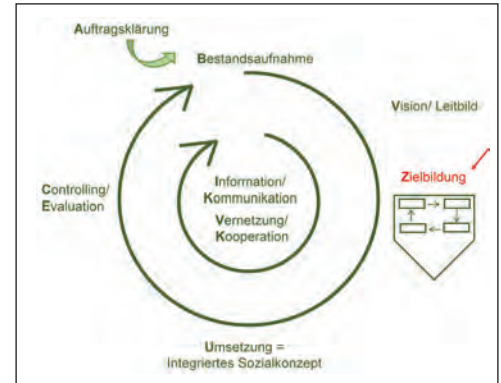 Auftragsklärung
Bestandsaufnahme
Vision/ Leitbild
Zielbildung
Controlling/
Evaluation
Information/
Kommunikation
Vernetzung/
Kooperation
Umsetzung =
Integriertes Sozialkonzept